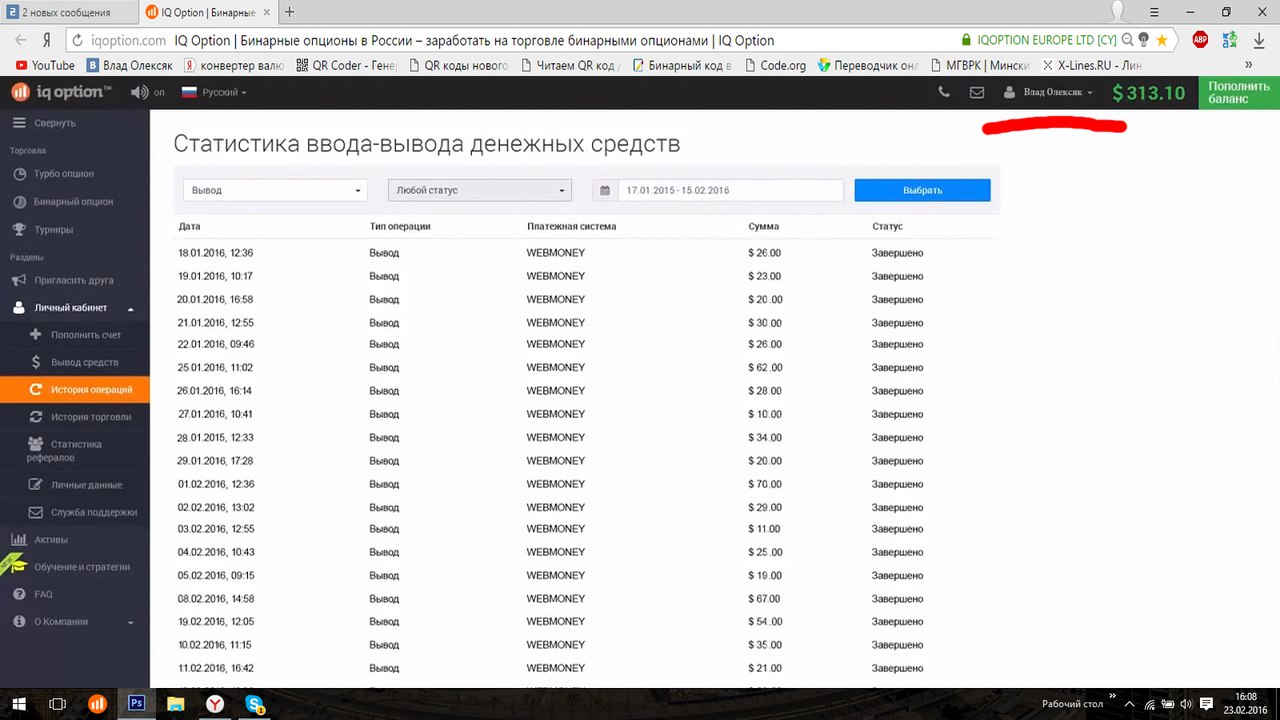 2 новых сообщения
IQ Option | Бинарные
iqoption.com IQ Option | Бинарные опционы в России – заработать на торговле бинарными опционами | IQ Option IQOPTION EUROPE LTD [CY] ABP
YouTube Влад Олексяк конвертер валю QR Coder - Гене QR коды нового Читаем QR код Бинарный код в Code.org Переводчик онл МГВРК | Мински X-Lines.RU - Лин »
iq option™ on Русский Влад Олексяк $313.10 Пополнить баланс
Свернуть
Торговля
Турбо опцион
Бинарный опцион
Турниры
Разделы
Пригласить друга
Личный кабинет
Пополнить счет
Вывод средств
История операций
История торговли
Статистика
рефералов
Личные данные
Служба поддержки
Активы
Обучение и стратегии
FAQ
О Компании
Статистика ввода-вывода денежных средств
Вывод Любой статус 17 01 2015 - 15.02.2016 Выбрать
Дата Тип операции Платежная система Сумма Статус
18.01.2016, 12:36 Вывод WEBMONEY $ 26.00 Завершено
19.01.2016, 10:17 Вывод WEBMONEY $ 23.00 Завершено
20.01.2016, 16:58 Вывод WEBMONEY $ 20.00 Завершено
21.01.2016, 12:55 Вывод WEBMONEY $ 30.00 Завершено
22.01.2016, 09:46 Вывод WEBMONEY $ 26.00 Завершено
25.01.2016, 11:02 Вывод WEBMONEY $ 62.00 Завершено
26.01.2016, 16:14 Вывод WEBMONEY $ 28.00 Завершено
27.01.2016, 10:41 Вывод WEBMONEY $ 10.00 Завершено
28.01.2015, 12:33 Вывод WEBMONEY $ 34.00 Завершено
29.01.2016, 17:28 Вывод WEBMONEY $ 20.00 Завершено
01.02.2016, 12:36 Вывод WEBMONEY $ 70.00 Завершено
02.02.2016, 13:02 Вывод WEBMONEY $ 29.00 Завершено
03.02.2016, 12:55 Вывод WEBMONEY $ 11.00 Завершено
04.02.2016, 10:43 Вывод WEBMONEY $ 25.00 Завершено
05.02.2016, 09:15 Вывод WEBMONEY $ 19.00 Завершено
08.02.2016, 14:58 Вывод WEBMONEY $ 67.00 Завершено
19.02.2016, 12:05 Вывод WEBMONEY $ 54.00 Завершено
10.02.2016, 11:15 Вывод WEBMONEY $ 35.00 Завершено
11.02.2016, 16:42 Вывод WEBMONEY $ 21.00 Завершено
Ps Рабочий стол » 16:08
23.02.2016